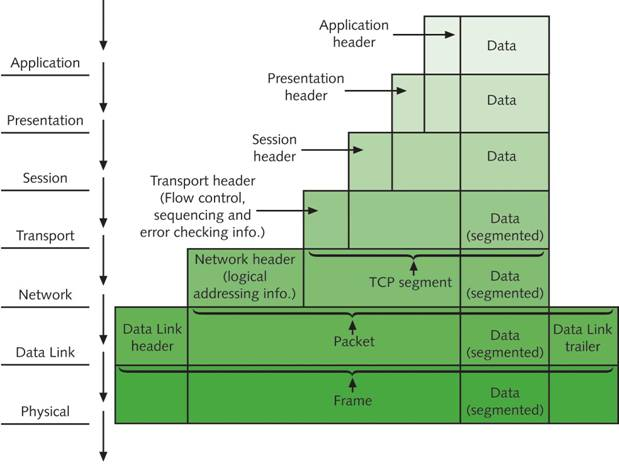 Application
header
Data
Application
Presentation
header
Data
Presentation
Session
header
Data
Session
Transport header
(Flow control,
sequencing and
error checking info.)
Data
(segmented)
Transport
Network header
(logical
addressing info.)
TCP segment
Data
(segmented)
Network
Data Link
header
Packet
Data
(segmented)
Data Link
trailer
Data Link
Frame
Data
(segmented)
Physical